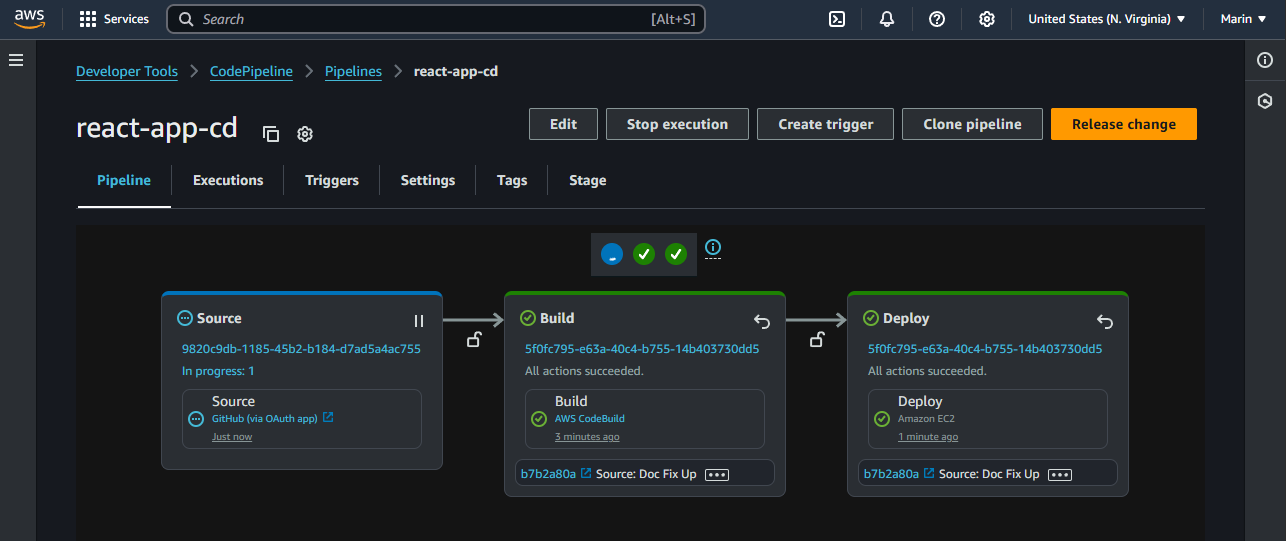 aws Services Search [Alt+S] United States (N. Virginia) Marin
Developer Tools CodePipeline Pipelines react-app-cd
react-app-cd Edit Stop execution Create trigger Clone pipeline Release change
Pipeline Executions Triggers Settings Tags Stage
Source
9820c9db-1185-45b2-b184-d7ad5a4ac755
In progress: 1
Source
GitHub (via OAuth app)
Just now
Build
5f0fc795-e63a-40c4-b755-14b403730dd5
All actions succeeded.
Build
AWS CodeBuild
3 minutes ago
b7b2a80a Source: Doc Fix Up
Deploy
5f0fc795-e63a-40c4-b755-14b403730dd5
All actions succeeded.
Deploy
Amazon EC2
1 minute ago
b7b2a80a Source: Doc Fix Up